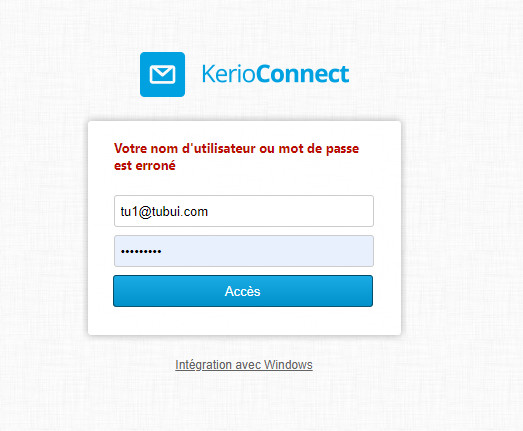 KerioConnect
Votre nom d'utilisateur ou mot de passe
est erroné
tu1@tubui.com
•••••••••
Accès
Intégration avec Windows